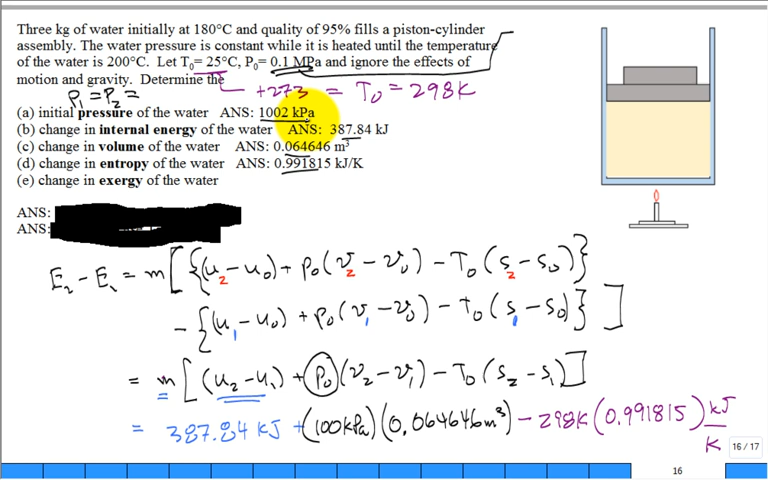 Three kg of water initially at 180°C and quality of 95% fills a piston-cylinder
assembly. The water pressure is constant while it is heated until the temperature
of the water is 200°C. Let T₀= 25°C, P₀= 0.1 MPa and ignore the effects of
motion and gravity. Determine the +273 = T₀ = 298K
P₁ = P₂ =
(a) initial pressure of the water ANS: 1002 kPa
(b) change in internal energy of the water ANS: 387.84 kJ
(c) change in volume of the water ANS: 0.064646 m³
(d) change in entropy of the water ANS: 0.991815 kJ/K
(e) change in exergy of the water
ANS:
ANS:
E₂ - E₁ = m[{(u₂ - u₀) + p₀(v₂ - v₀) - T₀(s₂ - s₀)}
- {(u₁ - u₀) + p₀(v₁ - v₀) - T₀(s₁ - s₀)}]
= m[(u₂ - u₁) + p₀(v₂ - v₁) - T₀(s₂ - s₁)]
= 387.84 kJ + (100kPa)(0.064646m³) - 298K(0.991815) kJ/K
16 / 17
16